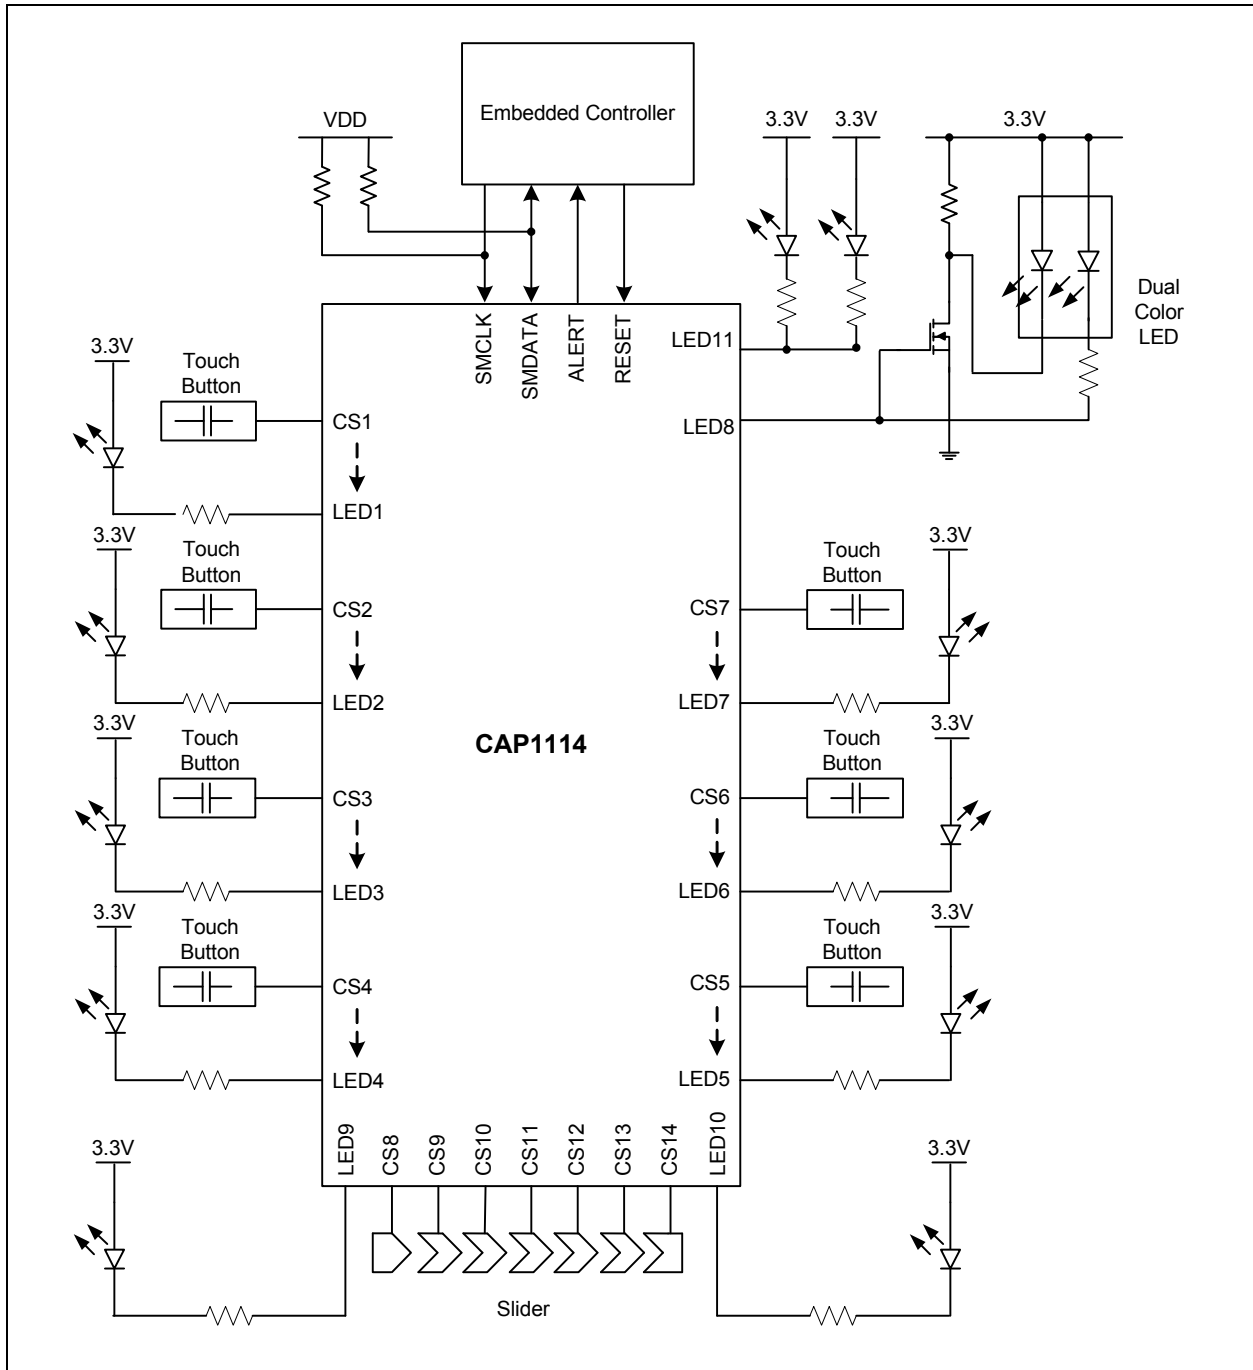 Embedded Controller
VDD
3.3V
3.3V
3.3V
Dual
Color
LED
SMCLK
SMDATA
ALERT
RESET
LED11
LED8
3.3V
Touch
Button
CS1
LED1
3.3V
Touch
Button
CS2
LED2
CS7
Touch
Button
3.3V
LED7
3.3V
Touch
Button
CS3
LED3
CAP1114
CS6
Touch
Button
3.3V
LED6
3.3V
Touch
Button
CS4
LED4
CS5
Touch
Button
3.3V
LED5
3.3V
LED9
CS8
CS9
CS10
CS11
CS12
CS13
CS14
LED10
3.3V
Slider